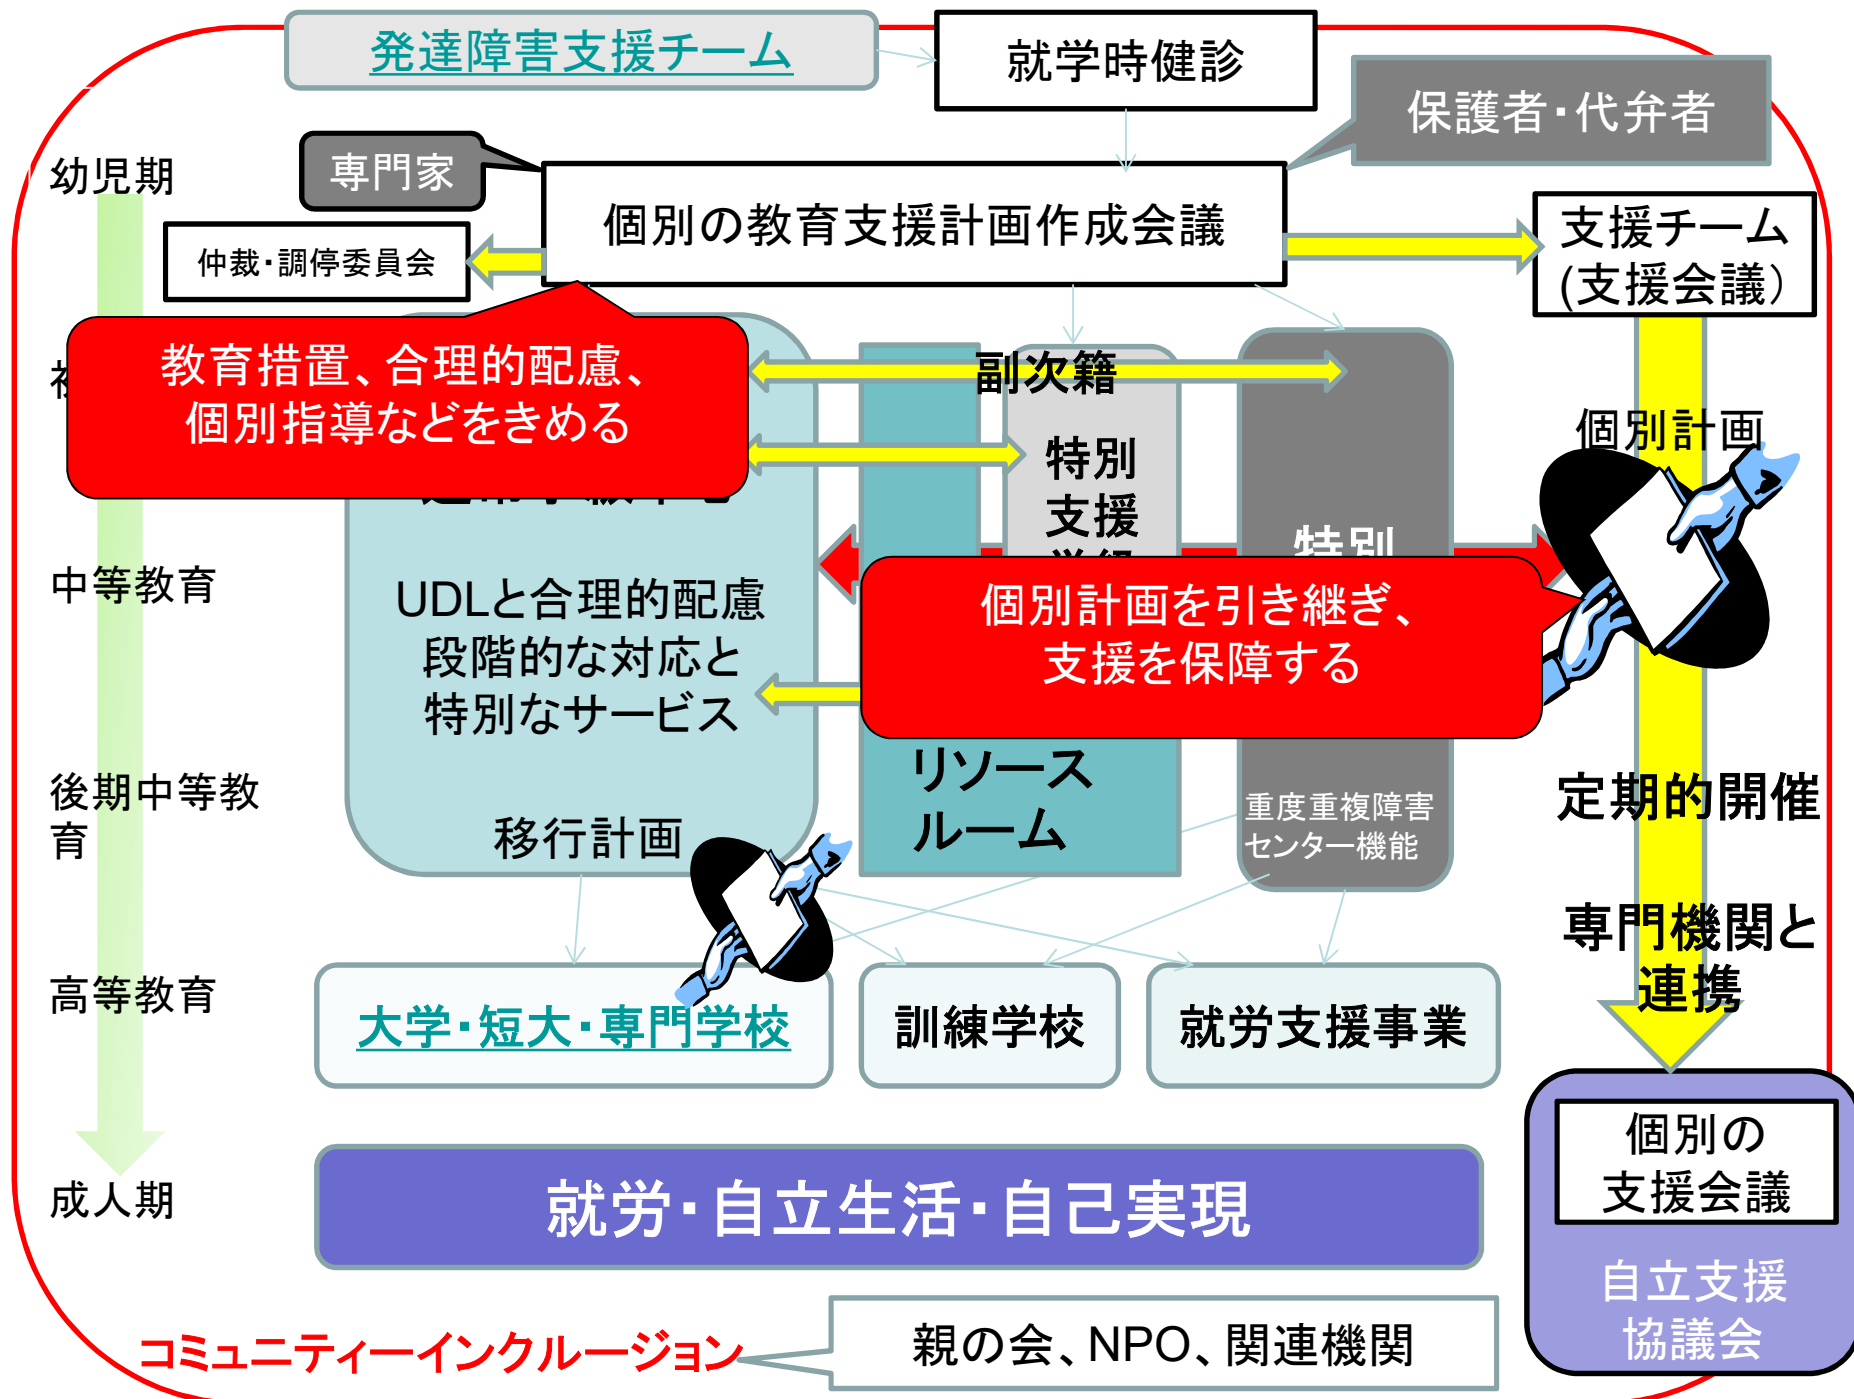 発達障害支援チーム
就学時健診
保護者・代弁者
専門家
幼児期
個別の教育支援計画作成会議
支援チーム
(支援会議）
仲裁・調停委員会
教育措置、合理的配慮、
個別指導などをきめる
副次籍
個別計画
特別
支援
特別
中等教育
UDLと合理的配慮
段階的な対応と
特別なサービス
個別計画を引き継ぎ、
支援を保障する
リソース
ルーム
後期中等教
育
重度重複障害
センター機能
定期的開催
移行計画
専門機関と
連携
高等教育
大学・短大・専門学校
訓練学校
就労支援事業
成人期
就労・自立生活・自己実現
個別の
支援会議
自立支援
協議会
コミュニティーインクルージョン
親の会、NPO、関連機関